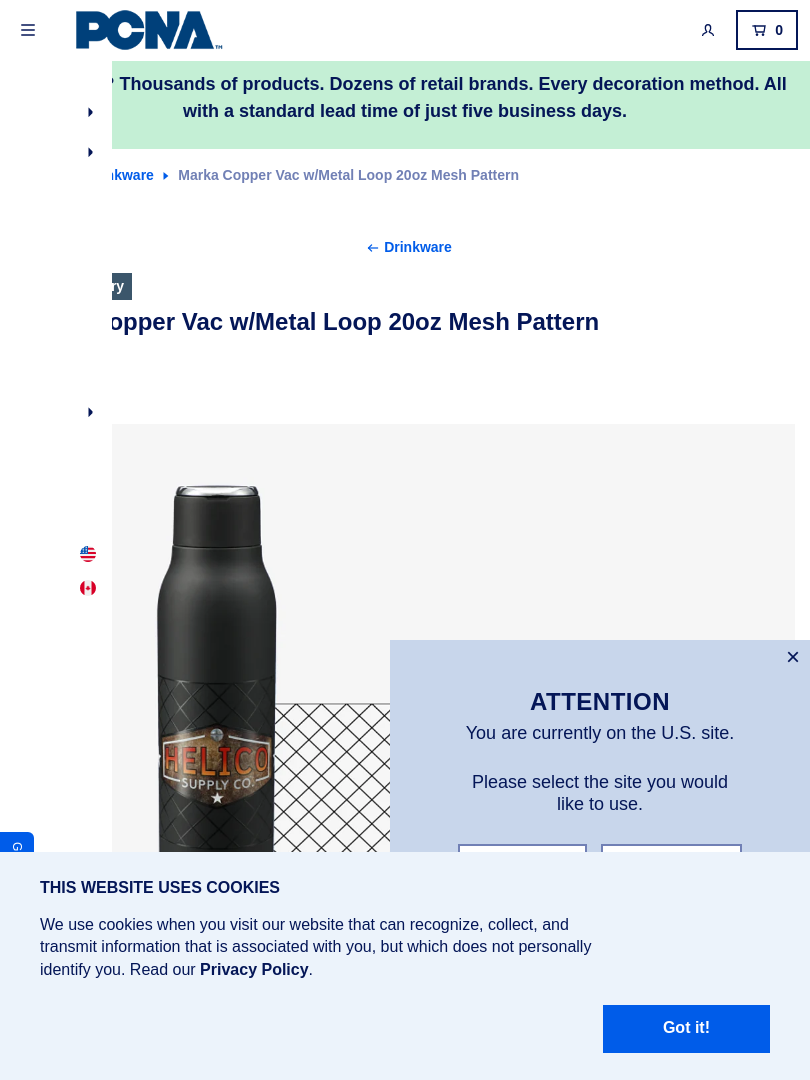 PCNA
0
? Thousands of products. Dozens of retail brands. Every decoration method. All
with a standard lead time of just five business days.
Marka Copper Vac w/Metal Loop 20oz Mesh Pattern
← Drinkware
Vac w/Metal Loop 20oz Mesh Pattern
HELICO
SUPPLY CO.
×
ATTENTION
You are currently on the U.S. site.
Please select the site you would
like to use.
G
THIS WEBSITE USES COOKIES
We use cookies when you visit our website that can recognize, collect, and
transmit information that is associated with you, but which does not personally
identify you. Read our Privacy Policy.
Got it!